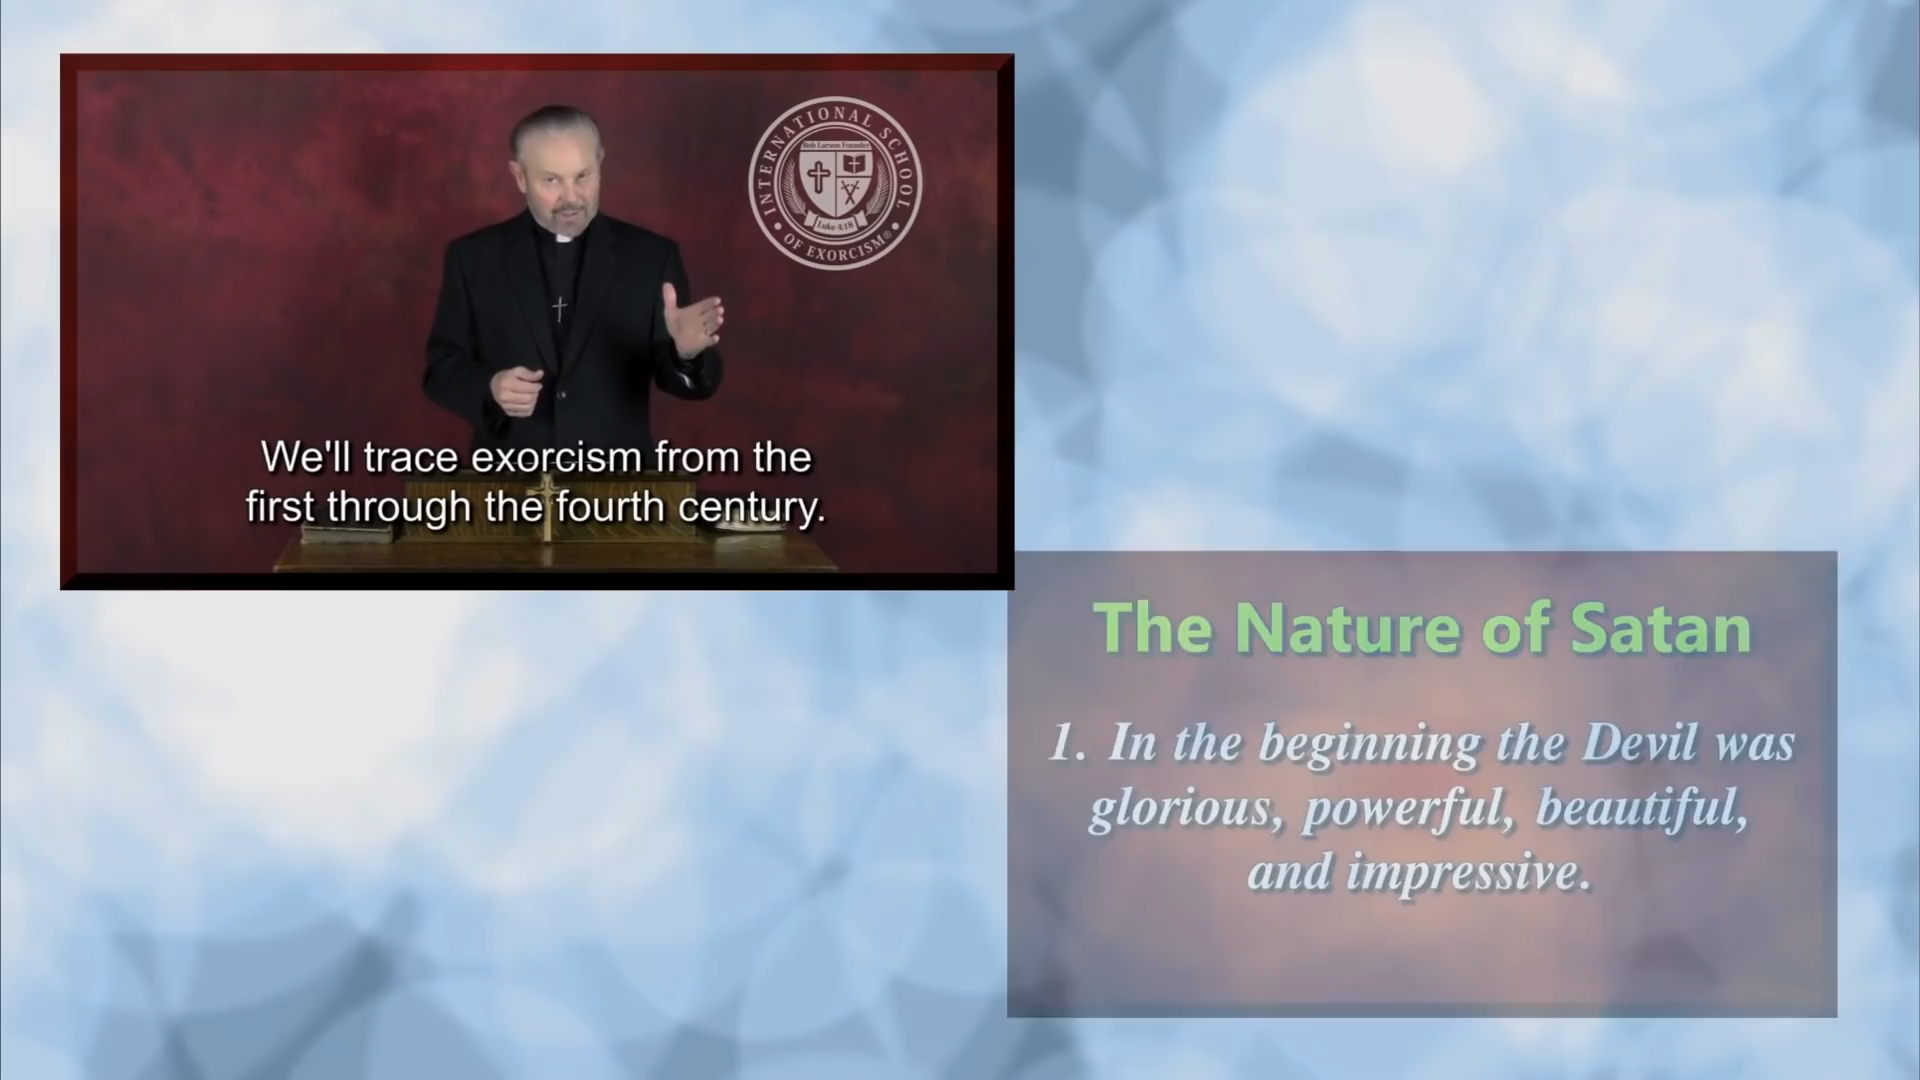 INTERNATIONAL SCHOOL
OF EXORCISM®
Bob Larson Founder
Luke 4:18
We'll trace exorcism from the
first through the fourth century.
The Nature of Satan
1. In the beginning the Devil was
glorious, powerful, beautiful,
and impressive.